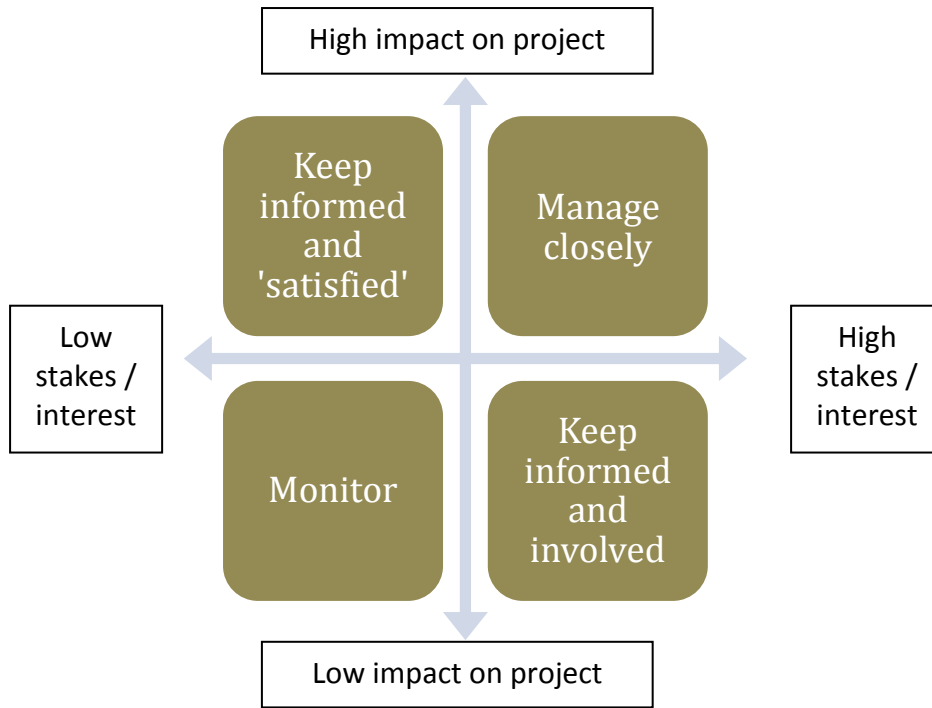 High impact on project
Keep
informed
and
'satisfied'
Manage
closely
Low
stakes /
interest
High
stakes /
interest
Monitor
Keep
informed
and
involved
Low impact on project